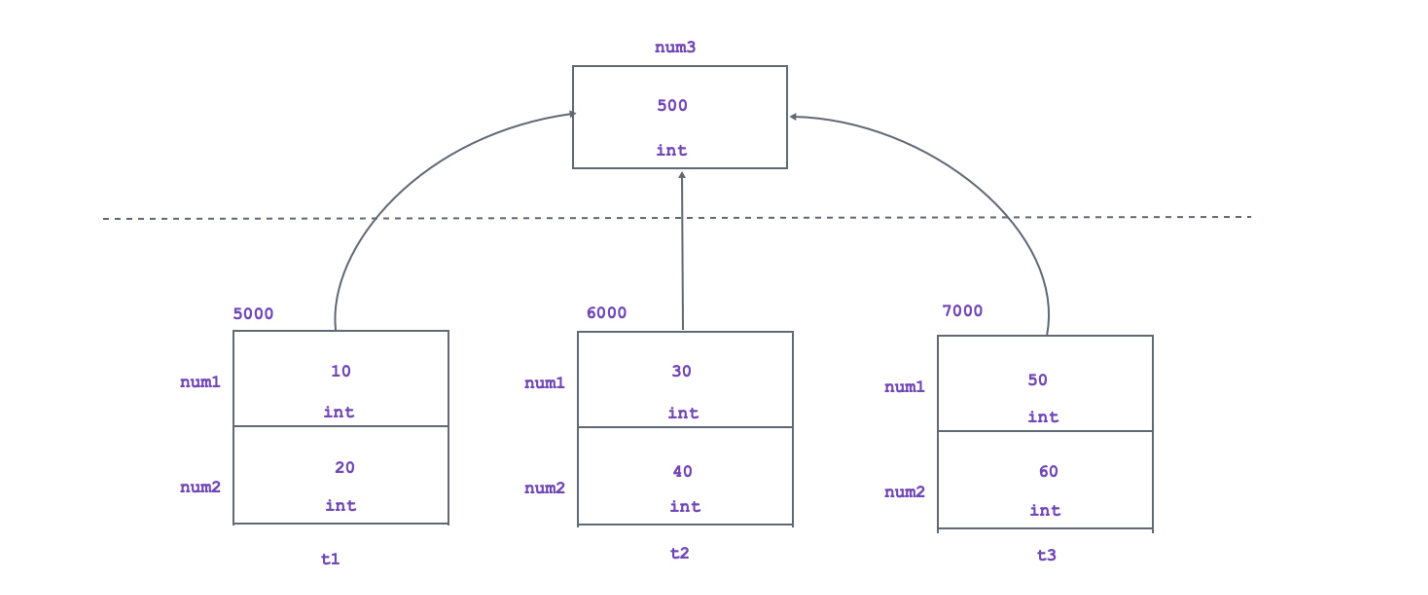 num3
500
int
5000 6000 7000
num1 10 num1 30 num1 50
int int int
num2 20 num2 40 num2 60
int int int
t1 t2 t3